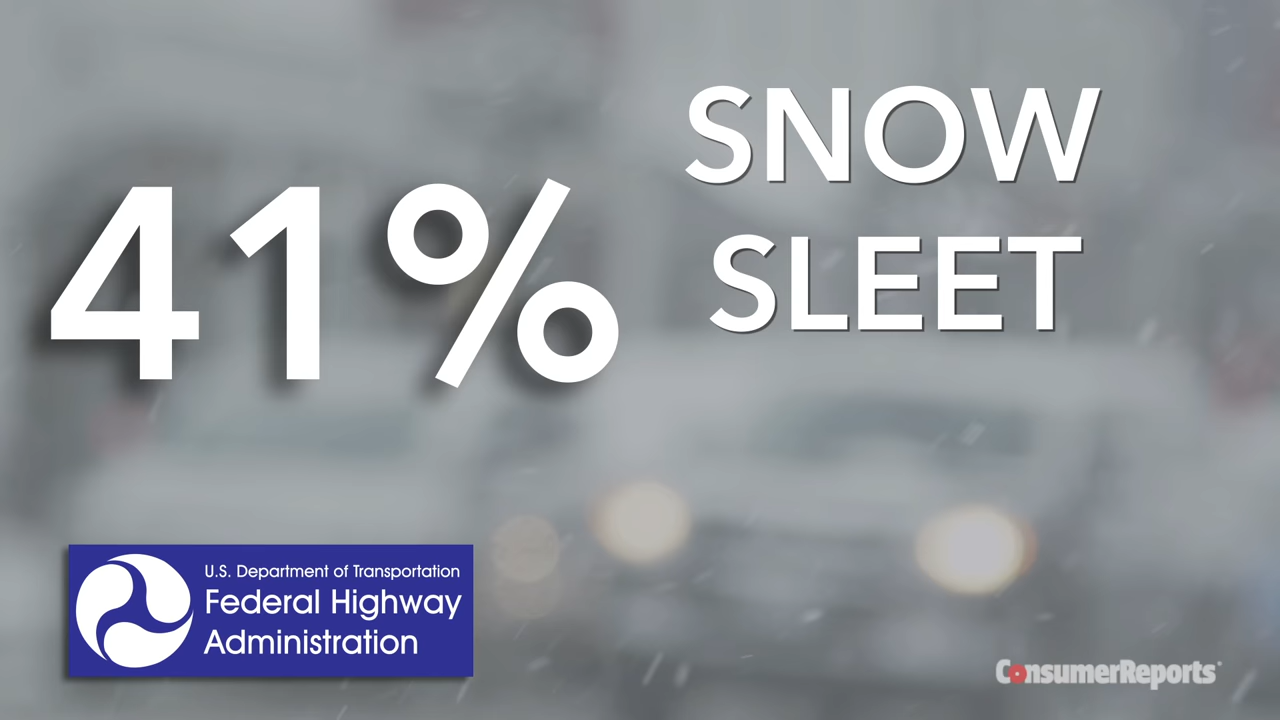 41%
SNOW
SLEET
U.S. Department of Transportation
Federal Highway
Administration
ConsumerReports